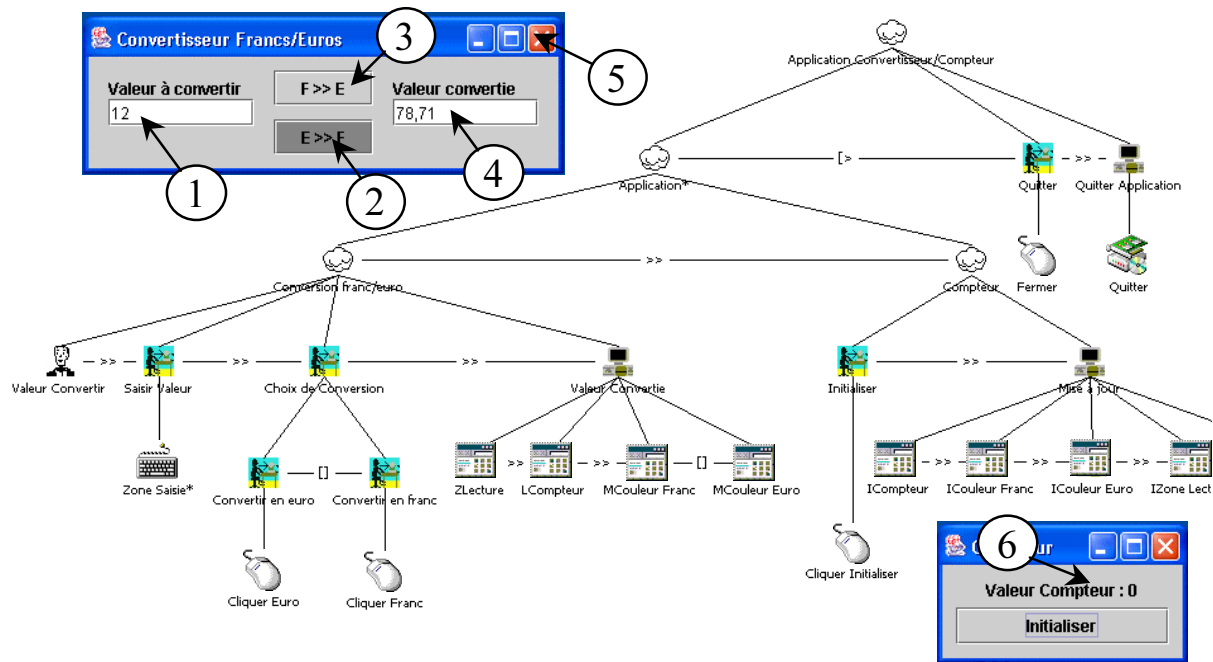 Convertisseur Francs/Euros
3
5
Valeur à convertir
F >> E
Valeur convertie
12
78,71
E >> F
1
2
4
Application Convertisseur/Compteur
Application*
[>
Quitter
>>
Quitter Application
Conversion franc/euro
>>
Compteur
Fermer
Quitter
Valeur Convertir
>>
Saisir Valeur
>>
Choix de Conversion
>>
Valeur Convertie
Initialiser
>>
Mise à jour
Zone Saisie*
Convertir en euro
[]
Convertir en franc
ZLecture
>>
LCompteur
>>
MCouleur Franc
[]
MCouleur Euro
ICompteur
>>
ICouleur Franc
>>
ICouleur Euro
>>
IZone Lect
Cliquer Euro
Cliquer Franc
Cliquer Initialiser
6
Valeur Compteur : 0
Initialiser